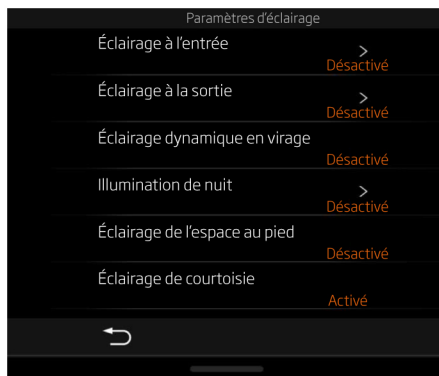 Paramètres d'éclairage
Éclairage à l'entrée
Désactivé
Éclairage à la sortie
Désactivé
Éclairage dynamique en virage
Désactivé
Illumination de nuit
Désactivé
Éclairage de l'espace au pied
Désactivé
Éclairage de courtoisie
Activé